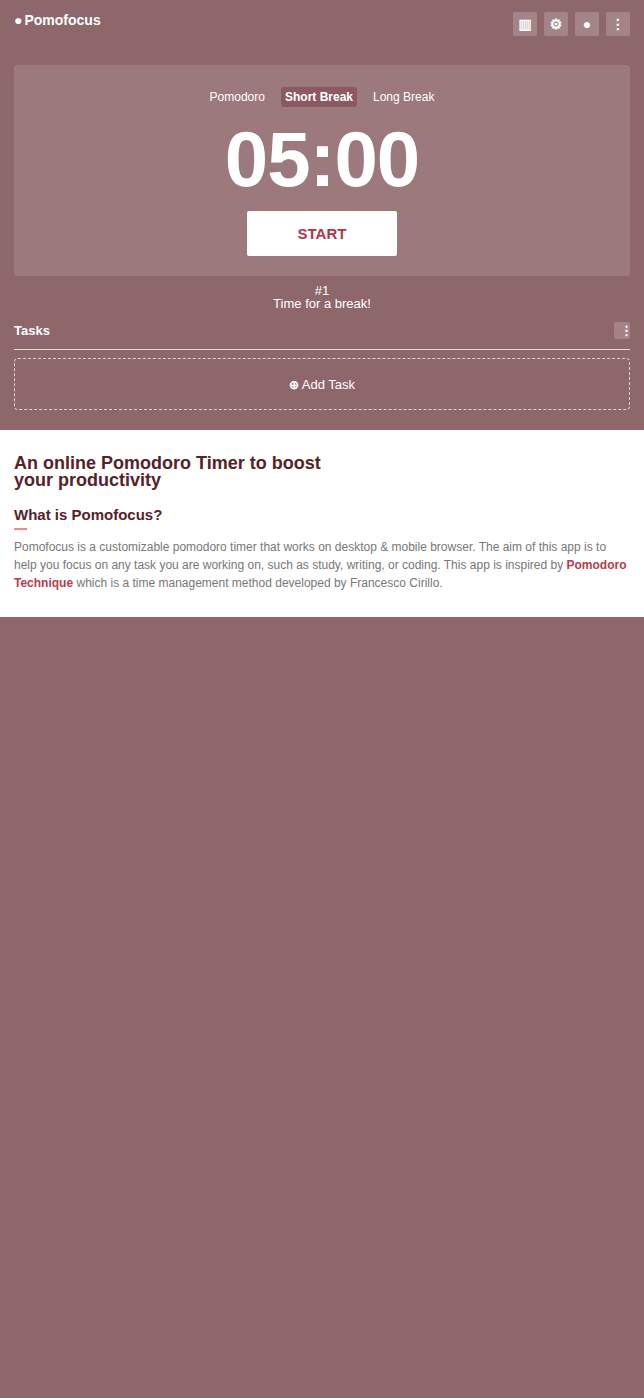 Pomofocus
Pomodoro Short Break Long Break
05:00
START
#1
Time for a break!
Tasks
Add Task
An online Pomodoro Timer to boost
your productivity
What is Pomofocus?
Pomofocus is a customizable pomodoro timer that works on desktop & mobile browser. The aim of this app is to
help you focus on any task you are working on, such as study, writing, or coding. This app is inspired by Pomodoro
Technique which is a time management method developed by Francesco Cirillo.